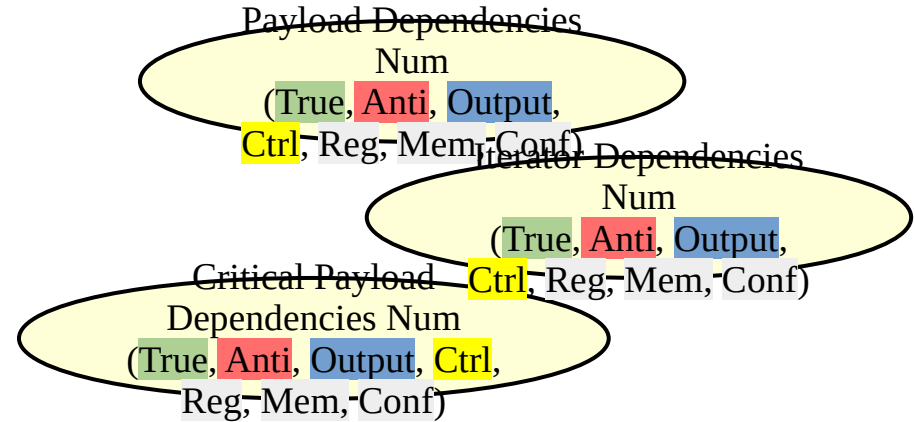 Payload Dependencies
Num
(True, Anti, Output,
Ctrl, Reg, Mem, Conf)
Iterator Dependencies
Num
(True, Anti, Output,
Ctrl, Reg, Mem, Conf)
Critical Payload
Dependencies Num
(True, Anti, Output, Ctrl,
Reg, Mem, Conf)